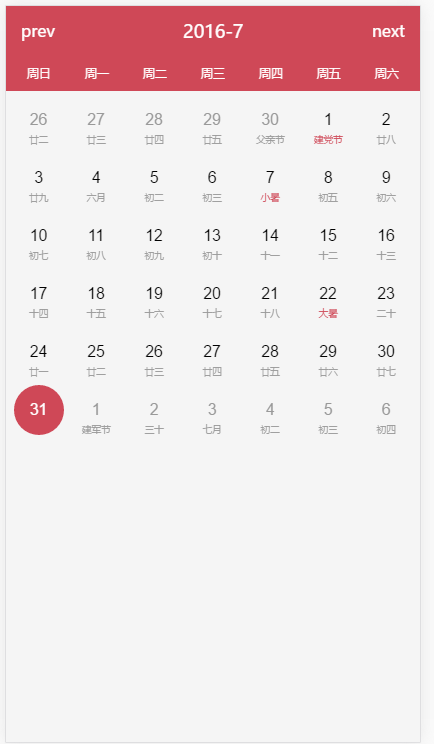 prev 2016-7 next
周日 周一 周二 周三 周四 周五 周六
26 27 28 29 30 1 2
廿二 廿三 廿四 廿五 父亲节 建党节 廿八
3 4 5 6 7 8 9
廿九 六月 初二 初三 小暑 初五 初六
10 11 12 13 14 15 16
初七 初八 初九 初十 十一 十二 十三
17 18 19 20 21 22 23
十四 十五 十六 十七 十八 大暑 二十
24 25 26 27 28 29 30
廿一 廿二 廿三 廿四 廿五 廿六 廿七
31 1 2 3 4 5 6
建军节 三十 七月 初二 初三 初四